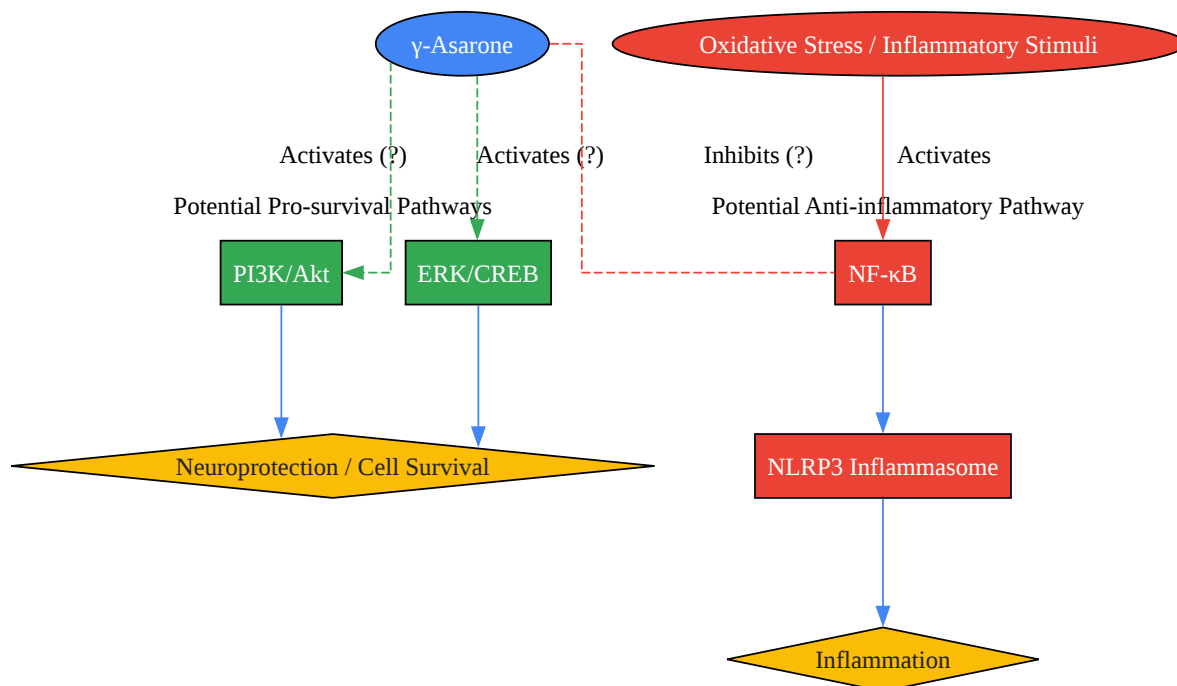 γ-Asarone
Oxidative Stress / Inflammatory Stimuli
Activates (?)
Activates (?)
Inhibits (?)
Activates
Potential Pro-survival Pathways
Potential Anti-inflammatory Pathway
PI3K/Akt
ERK/CREB
NF-κB
Neuroprotection / Cell Survival
NLRP3 Inflammasome
Inflammation